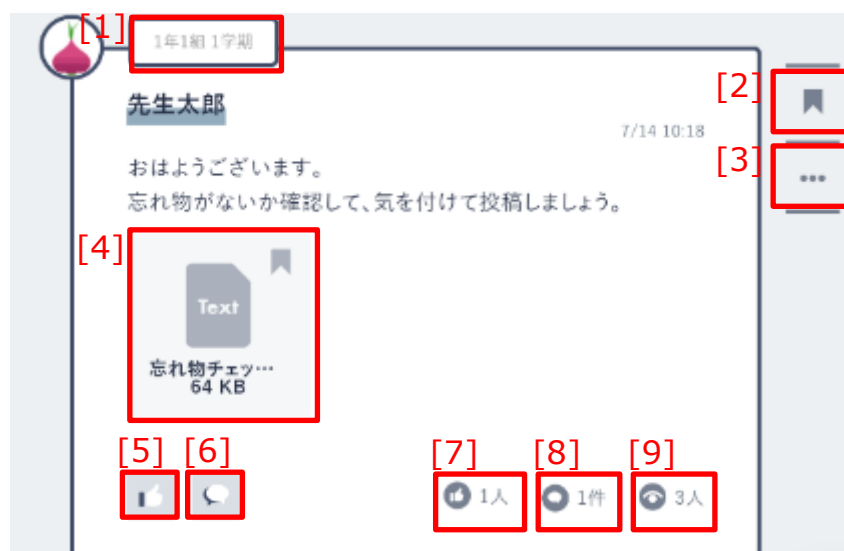 [1]
1年1組 1学期
[2]
先生太郎
7/14 10:18
[3]
おはようございます。
忘れ物がないか確認して、気を付けて投稿しましょう。
[4]
Text
忘れ物チェッ…
64 KB
[5] [6] [7] [8] [9]
1人 1件 3人